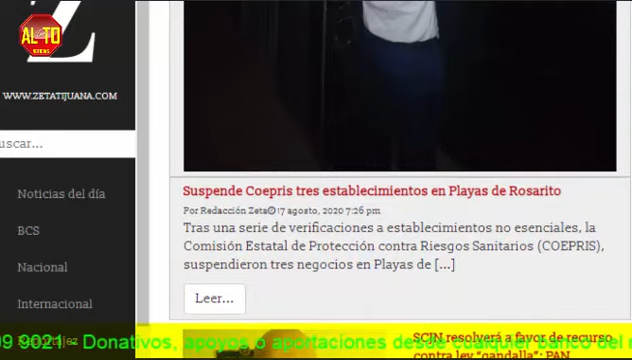 Z
AL TO
WWW.ZETATIJUANA.COM
uscar...
Noticias del día
BCS
Nacional
Internacional
Suspende Coepris tres establecimientos en Playas de Rosarito
Por Redacción Zeta 17 agosto, 2020 7:26 pm
Tras una serie de verificaciones a establecimientos no esenciales, la
Comisión Estatal de Protección contra Riesgos Sanitarios (COEPRIS),
suspendieron tres negocios en Playas de [...]
Leer...
SCJN resolverá a favor de recurso
contra ley "gandalla": PAN
9021 - Donativos, apoyos o aportaciones desde cualquier banco del